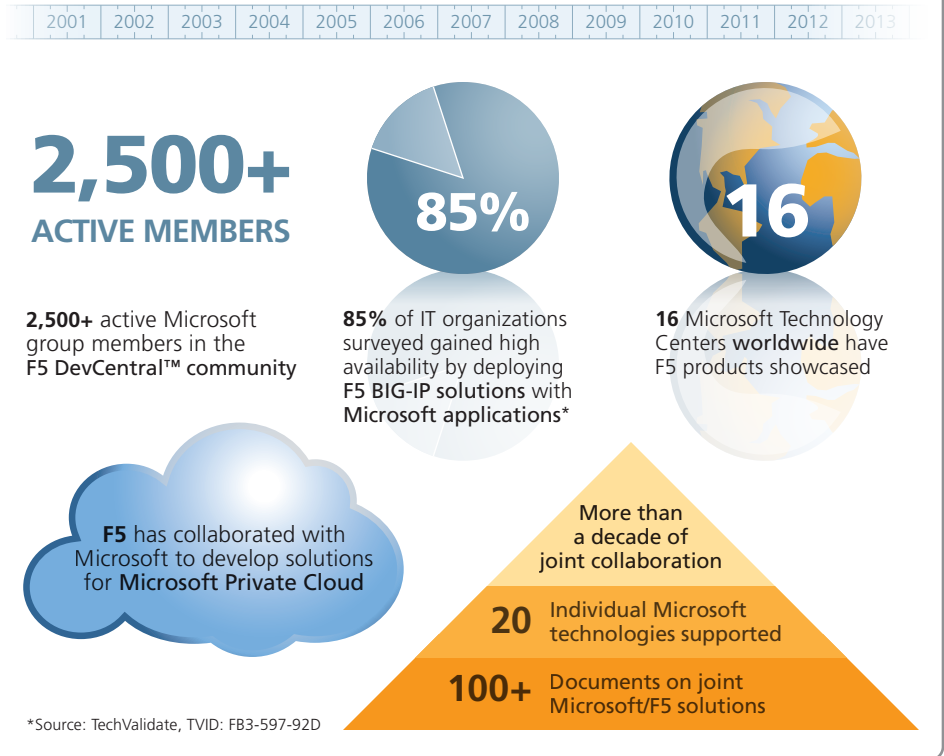 2001 2002 2003 2004 2005 2006 2007 2008 2009 2010 2011 2012 2013
2,500+
ACTIVE MEMBERS
85%
16
2,500+ active Microsoft
group members in the
F5 DevCentral™ community
85% of IT organizations
surveyed gained high
availability by deploying
F5 BIG-IP solutions with
Microsoft applications*
16 Microsoft Technology
Centers worldwide have
F5 products showcased
F5 has collaborated with
Microsoft to develop solutions
for Microsoft Private Cloud
More than
a decade of
joint collaboration
20 Individual Microsoft
technologies supported
100+ Documents on joint
Microsoft/F5 solutions
*Source: TechValidate, TVID: FB3-597-92D